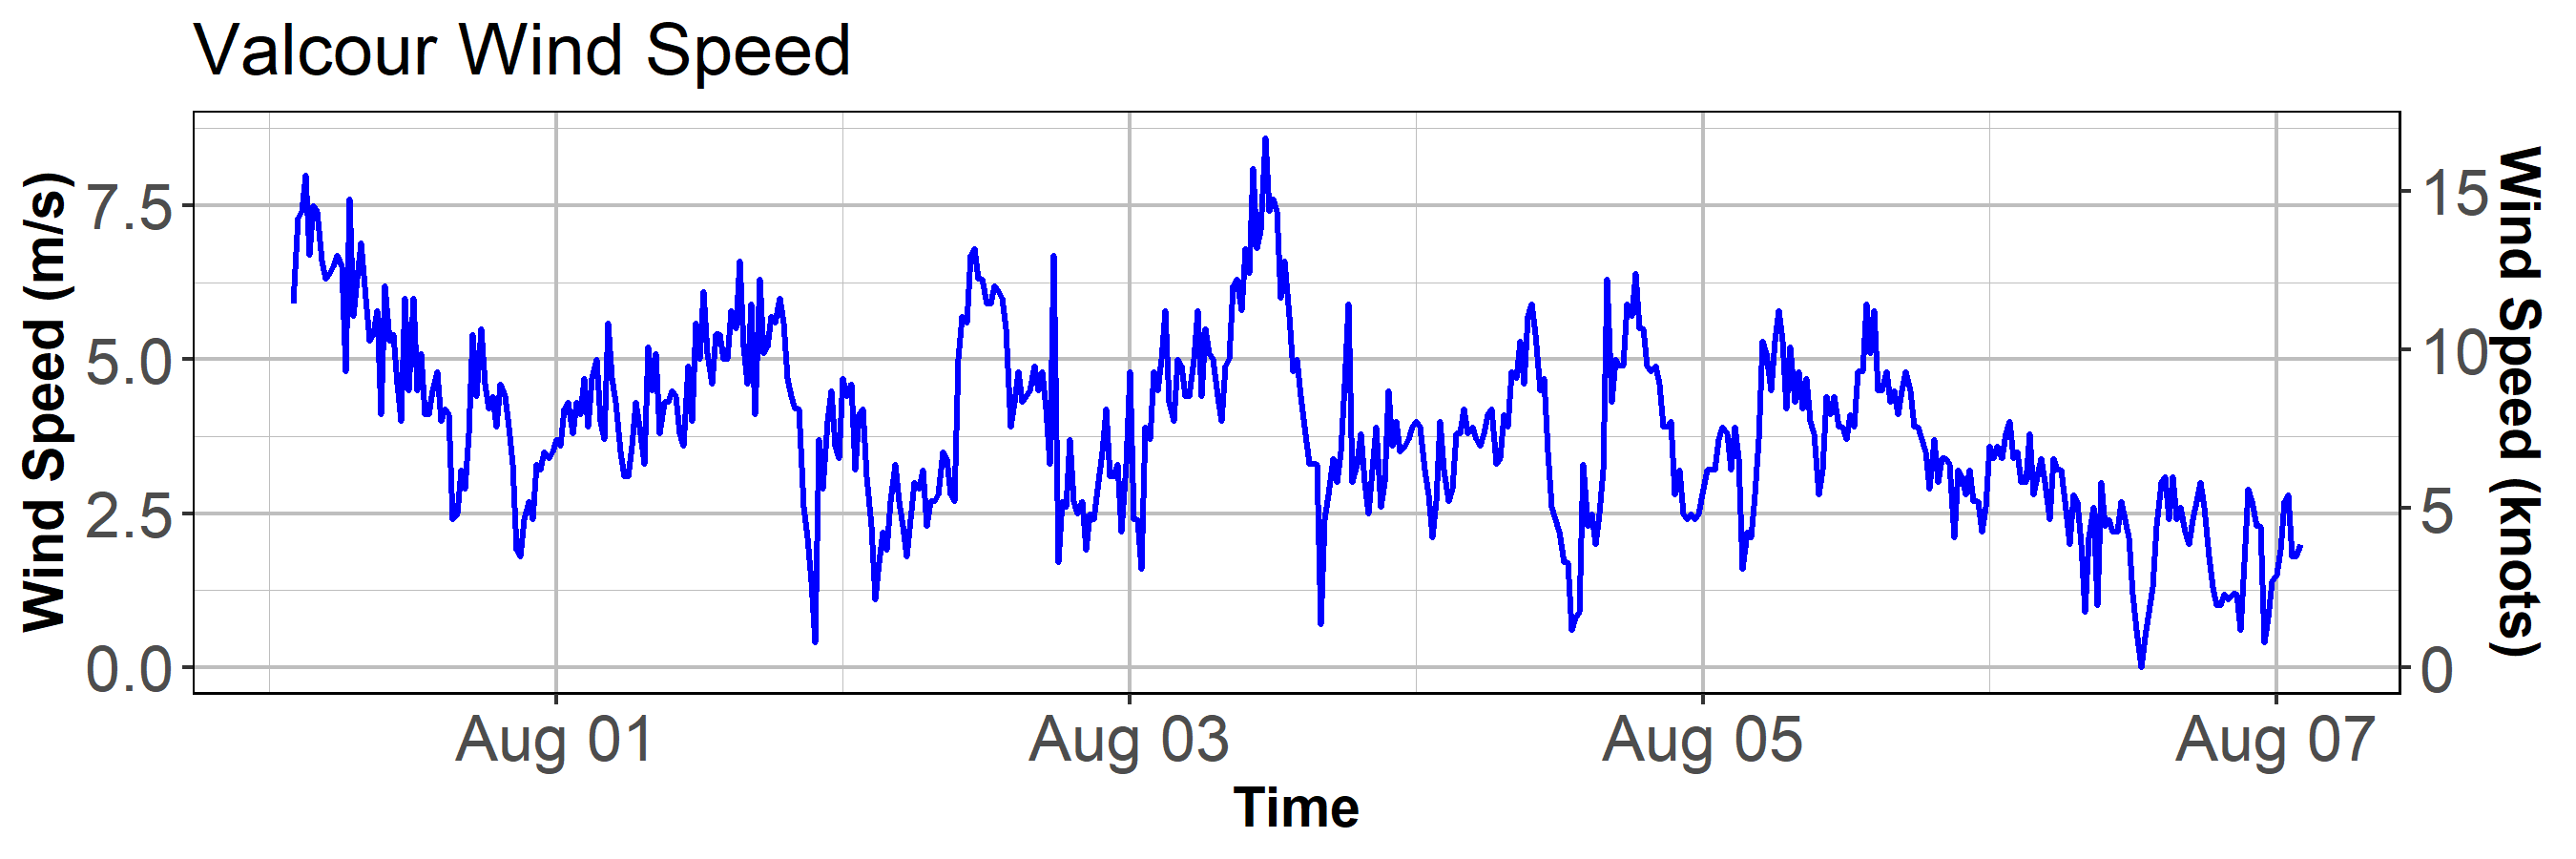 Valcour Wind Speed
Wind Speed (m/s)
7.5
5.0
2.5
0.0
15
10
5
0
Wind Speed (knots)
Aug 01
Aug 03
Aug 05
Aug 07
Time